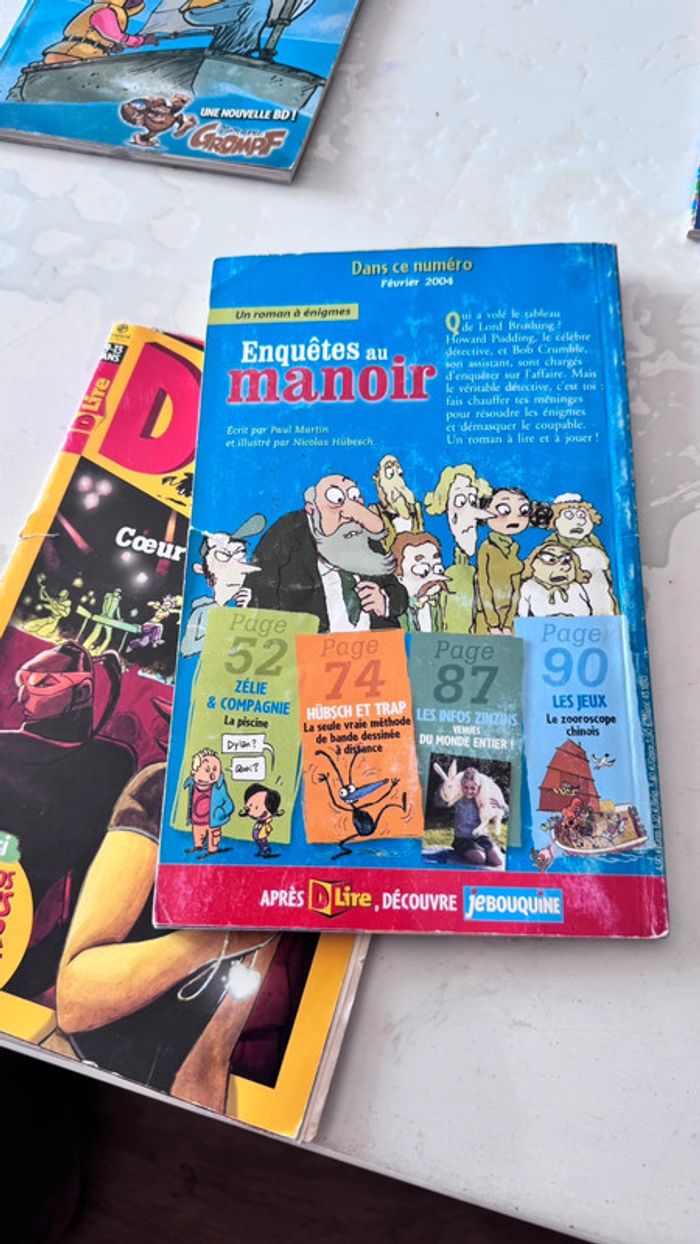 UNE NOUVELLE BD !
GROMPF
Dans ce numéro
Février 2004
Un roman à énigmes
Enquêtes au
manoir
Écrit par Paul Martin
et illustré par Nicolas Hübesch
Qui a volé le tableau
de Lord Brushing ?
Howard Pudding, le célèbre
détective, et Bob Crumble,
son assistant, sont chargés
d'enquêter sur l'affaire. Mais
le véritable détective, c'est toi :
fais chauffer tes méninges
pour résoudre les énigmes
et démasquer le coupable.
Un roman à lire et à jouer !
Page
52
ZÉLIE
& COMPAGNIE
La piscine
Dylan ?
Quoi ?
Page
74
HÜBSCH ET TRAP
La seule vraie méthode
de bande dessinée
à distance
Page
87
LES INFOS ZINZINS
VENUES
DU MONDE ENTIER !
Page
90
LES JEUX
Le zooroscope
chinois
APRÈS DLire, DÉCOUVRE jeBOUQUINE
9-13
ANS
DLire
D
Cœur